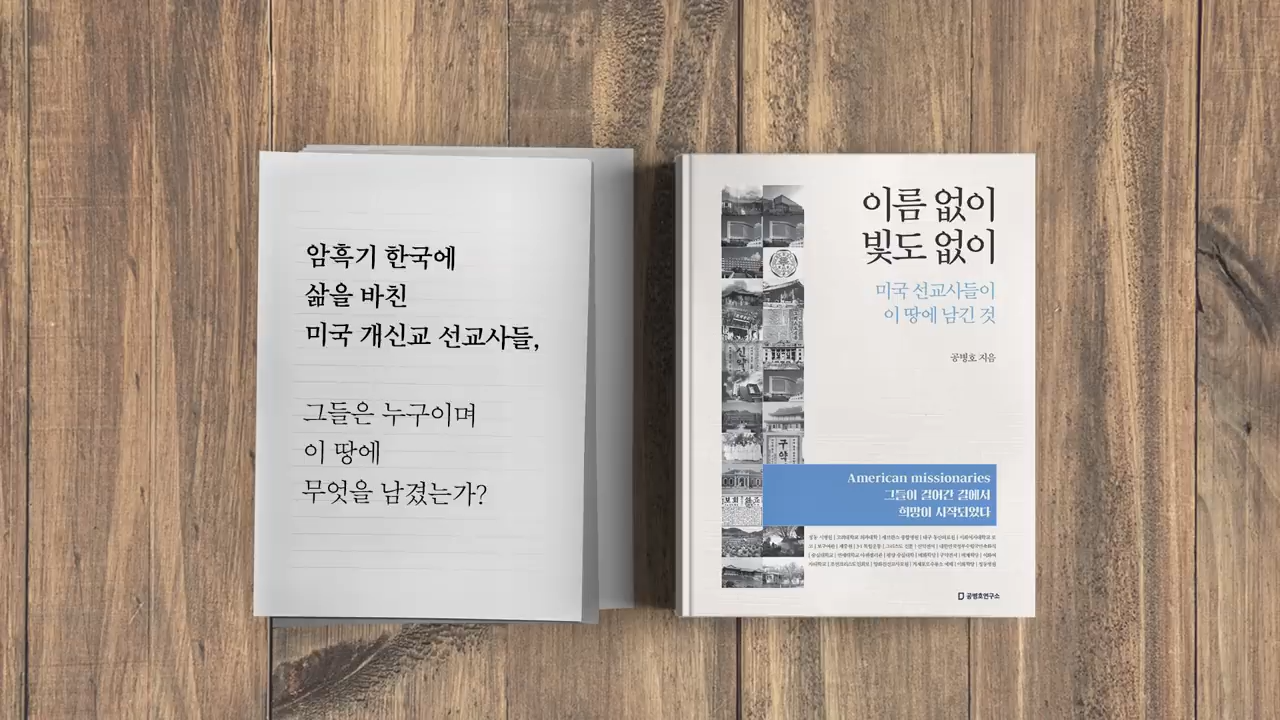 암흑기 한국에
삶을 바친
미국 개신교 선교사들,
그들은 누구이며
이 땅에
무엇을 남겼는가?
이름 없이
빛도 없이
미국 선교사들이
이 땅에 남긴 것
공병호 지음
구약
American missionaries
그들이 걸어간 길에서
희망이 시작되었다
공병호연구소